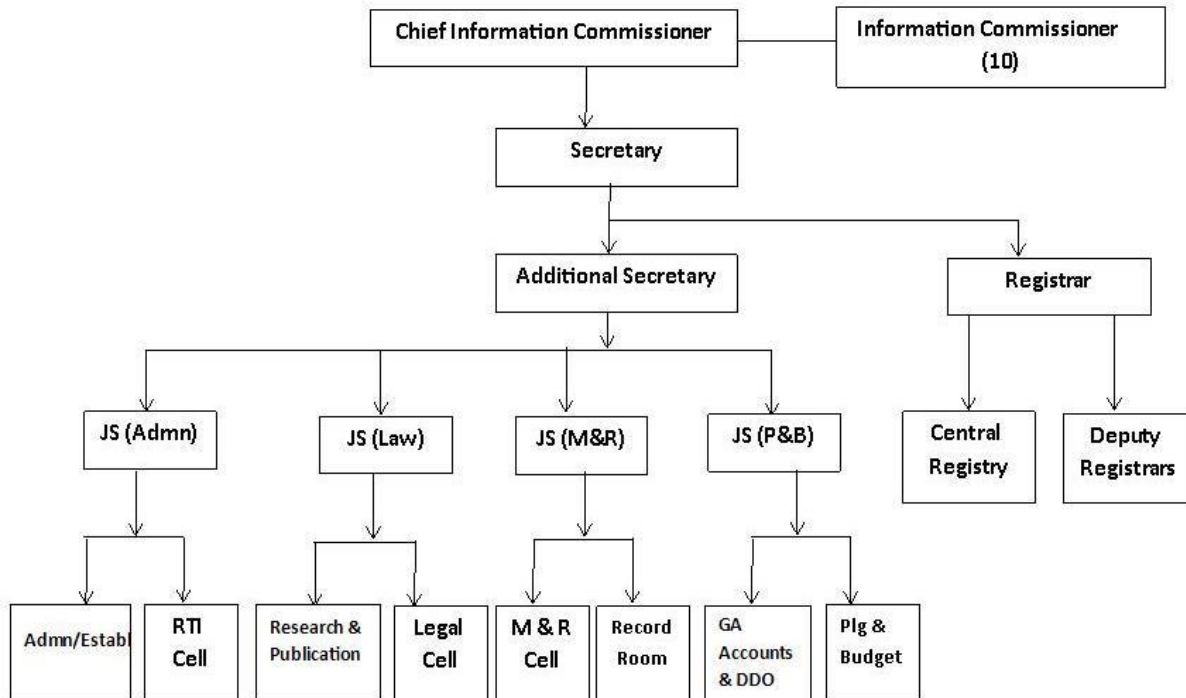 Chief Information Commissioner
Information Commissioner
(10)
Secretary
Additional Secretary
Registrar
JS (Admn)
JS (Law)
JS (M&R)
JS (P&B)
Central
Registry
Deputy
Registrars
Admn/Establ
RTI
Cell
Research &
Publication
Legal
Cell
M & R
Cell
Record
Room
GA
Accounts
& DDO
Plg &
Budget